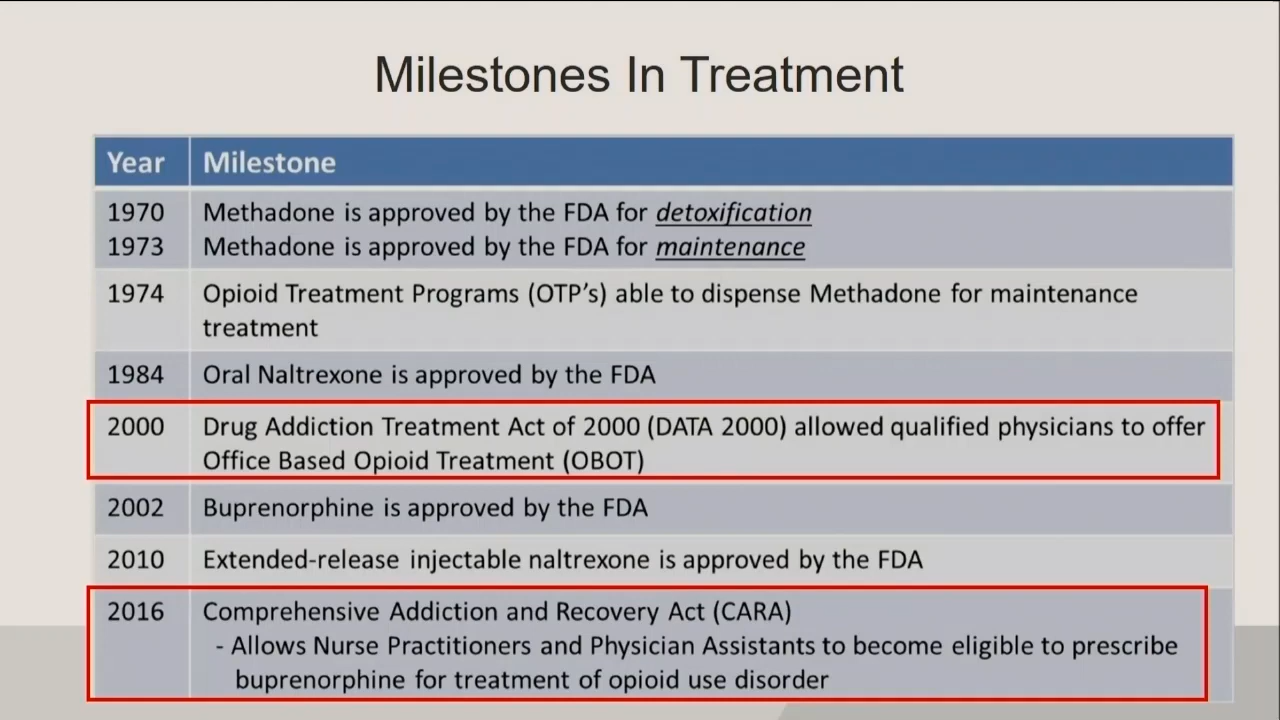 Milestones In Treatment
Year Milestone
1970 Methadone is approved by the FDA for detoxification
1973 Methadone is approved by the FDA for maintenance
1974 Opioid Treatment Programs (OTP's) able to dispense Methadone for maintenance
treatment
1984 Oral Naltrexone is approved by the FDA
2000 Drug Addiction Treatment Act of 2000 (DATA 2000) allowed qualified physicians to offer
Office Based Opioid Treatment (OBOT)
2002 Buprenorphine is approved by the FDA
2010 Extended-release injectable naltrexone is approved by the FDA
2016 Comprehensive Addiction and Recovery Act (CARA)
- Allows Nurse Practitioners and Physician Assistants to become eligible to prescribe
buprenorphine for treatment of opioid use disorder